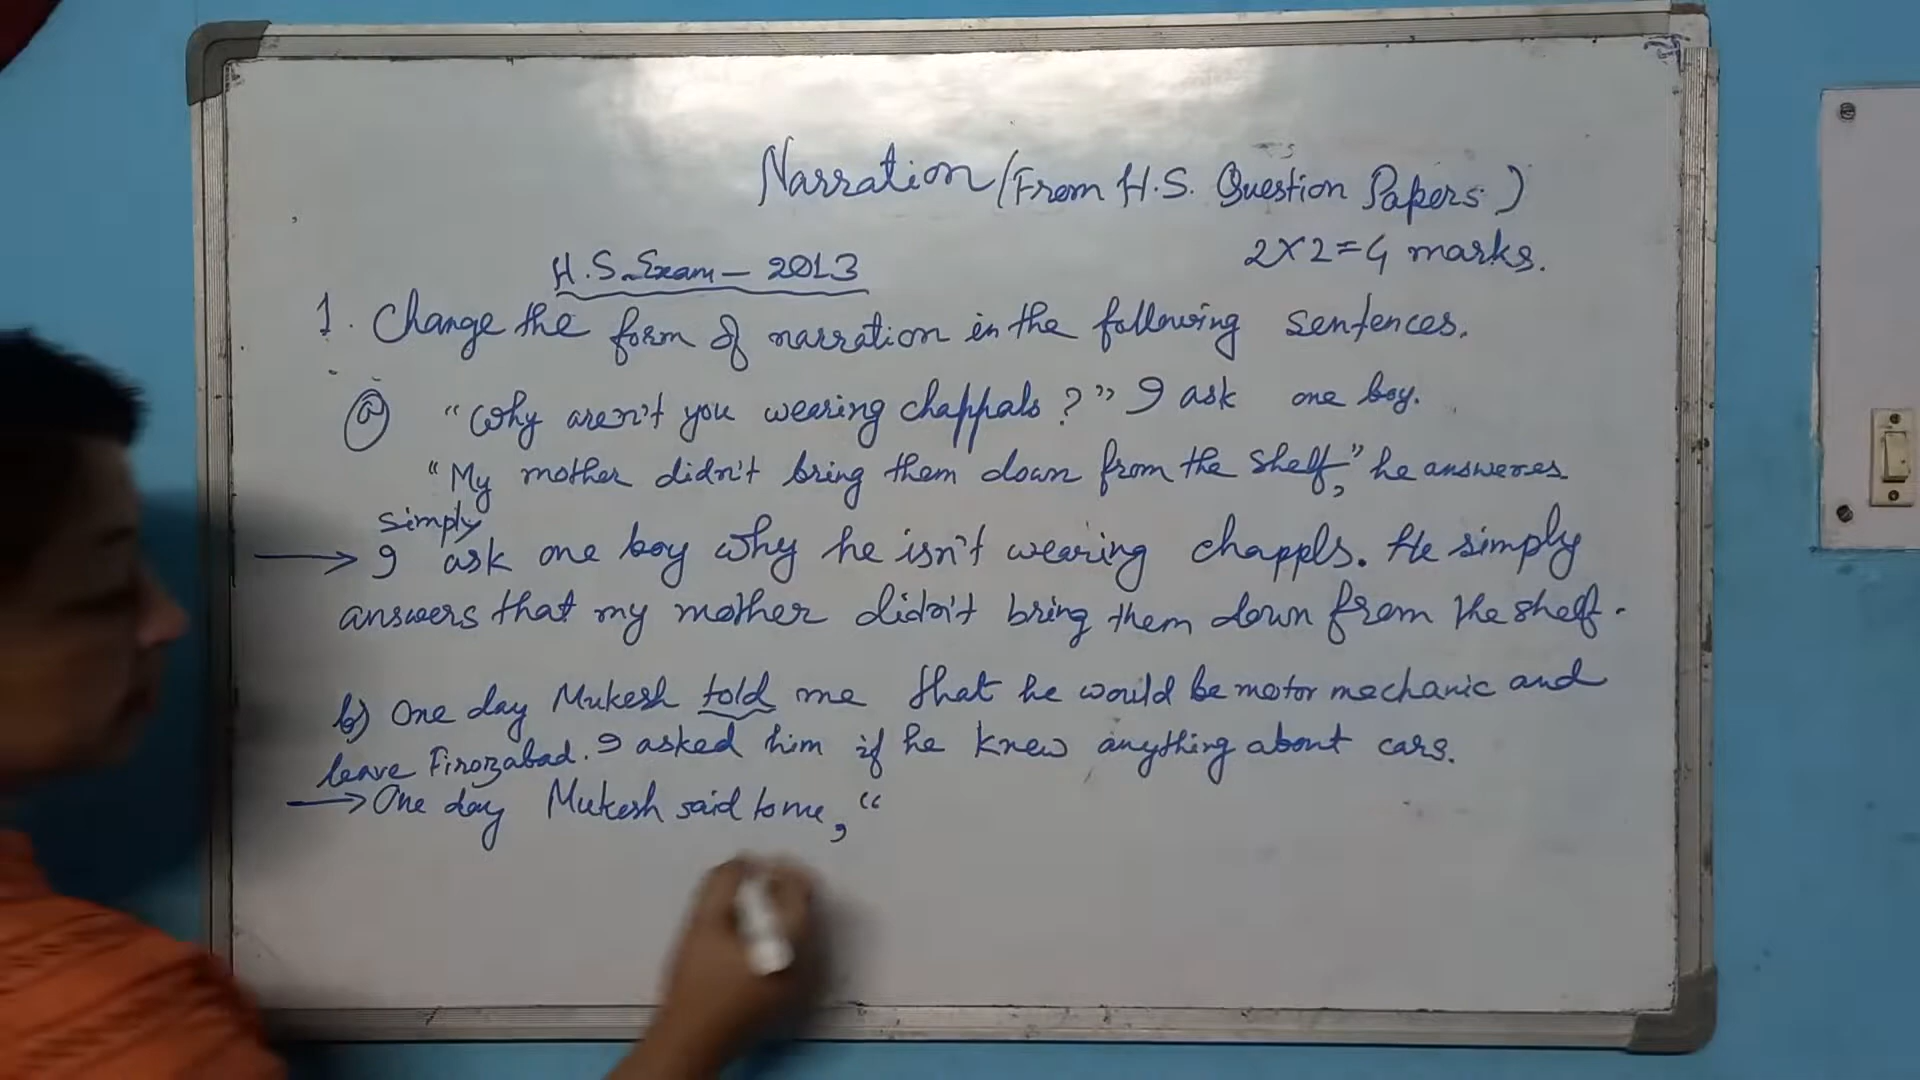 Narration (From H.S. Question Papers)
2X2=4 marks.
H.S. Exam – 2013
1. Change the form of narration in the following sentences.
(a) "Why aren't you wearing chappals?" I ask one boy.
"My mother didn't bring them down from the shelf," he answeres
simply
→ I ask one boy why he isn't wearing chappls. He simply
answers that my mother didn't bring them down from the shelf.
b) One day Mukesh told me that he would be motor mechanic and
leave Firozabad. I asked him if he knew anything about cars.
→ One day Mukesh said to me, "